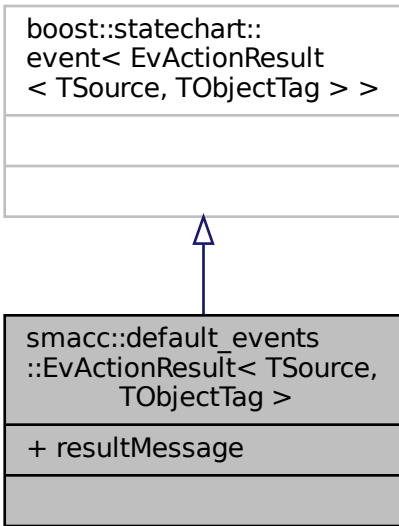 boost::statechart::
event< EvActionResult
< TSource, TObjectTag > >
smacc::default_events
::EvActionResult< TSource,
TObjectTag >
+ resultMessage